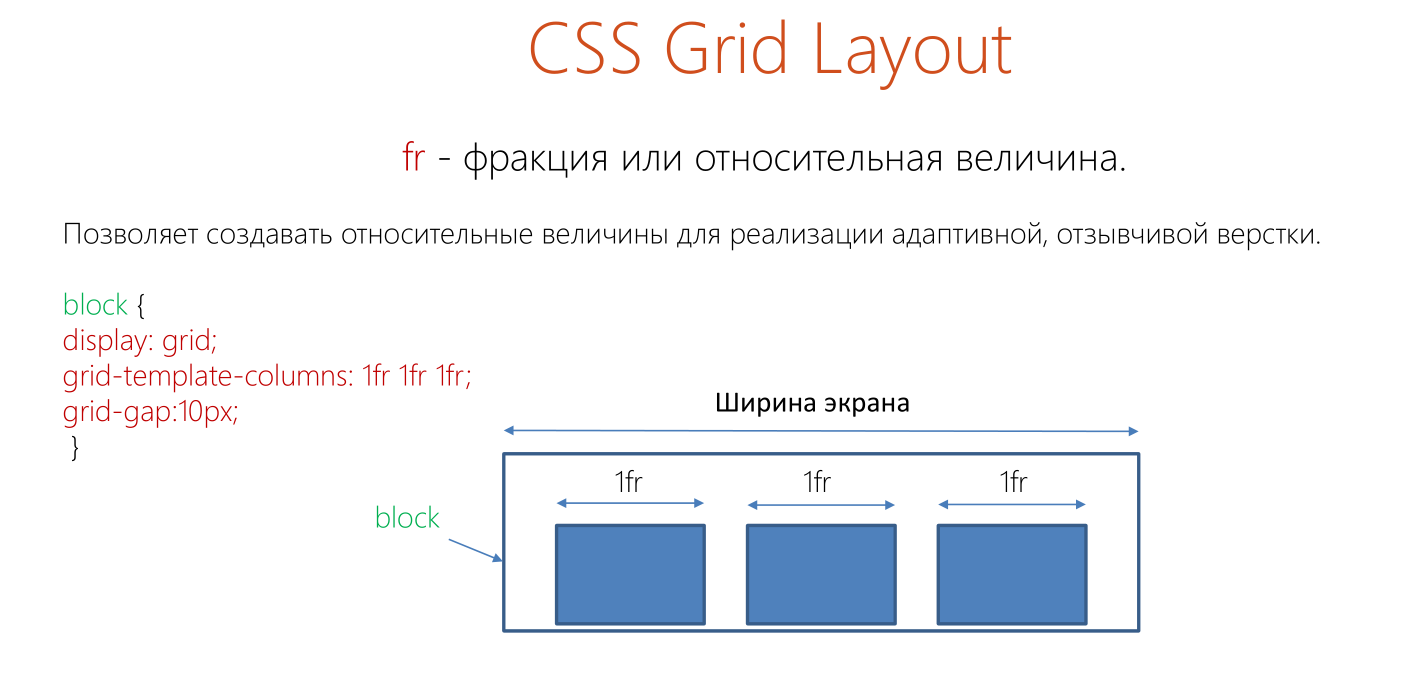 CSS Grid Layout
fr - фракция или относительная величина.
Позволяет создавать относительные величины для реализации адаптивной, отзывчивой верстки.
block {
display: grid;
grid-template-columns: 1fr 1fr 1fr;
grid-gap:10px;
}
Ширина экрана
1fr 1fr 1fr
block